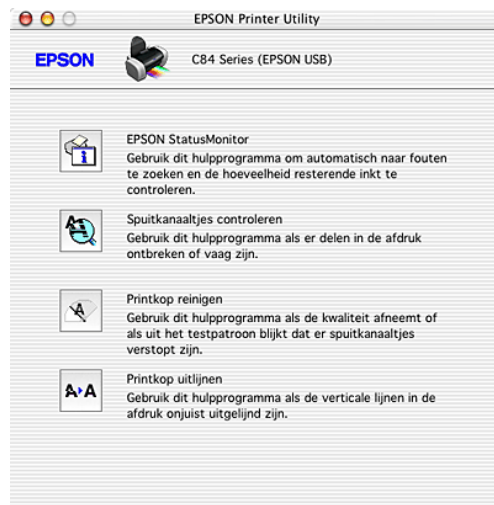 EPSON Printer Utility
EPSON
C84 Series (EPSON USB)
EPSON StatusMonitor
Gebruik dit hulpprogramma om automatisch naar fouten
te zoeken en de hoeveelheid resterende inkt te
controleren.
Spuitkanaaltjes controleren
Gebruik dit hulpprogramma als er delen in de afdruk
ontbreken of vaag zijn.
Printkop reinigen
Gebruik dit hulpprogramma als de kwaliteit afneemt of
als uit het testpatroon blijkt dat er spuitkanaaltjes
verstopt zijn.
A A
Printkop uitlijnen
Gebruik dit hulpprogramma als de verticale lijnen in de
afdruk onjuist uitgelijnd zijn.